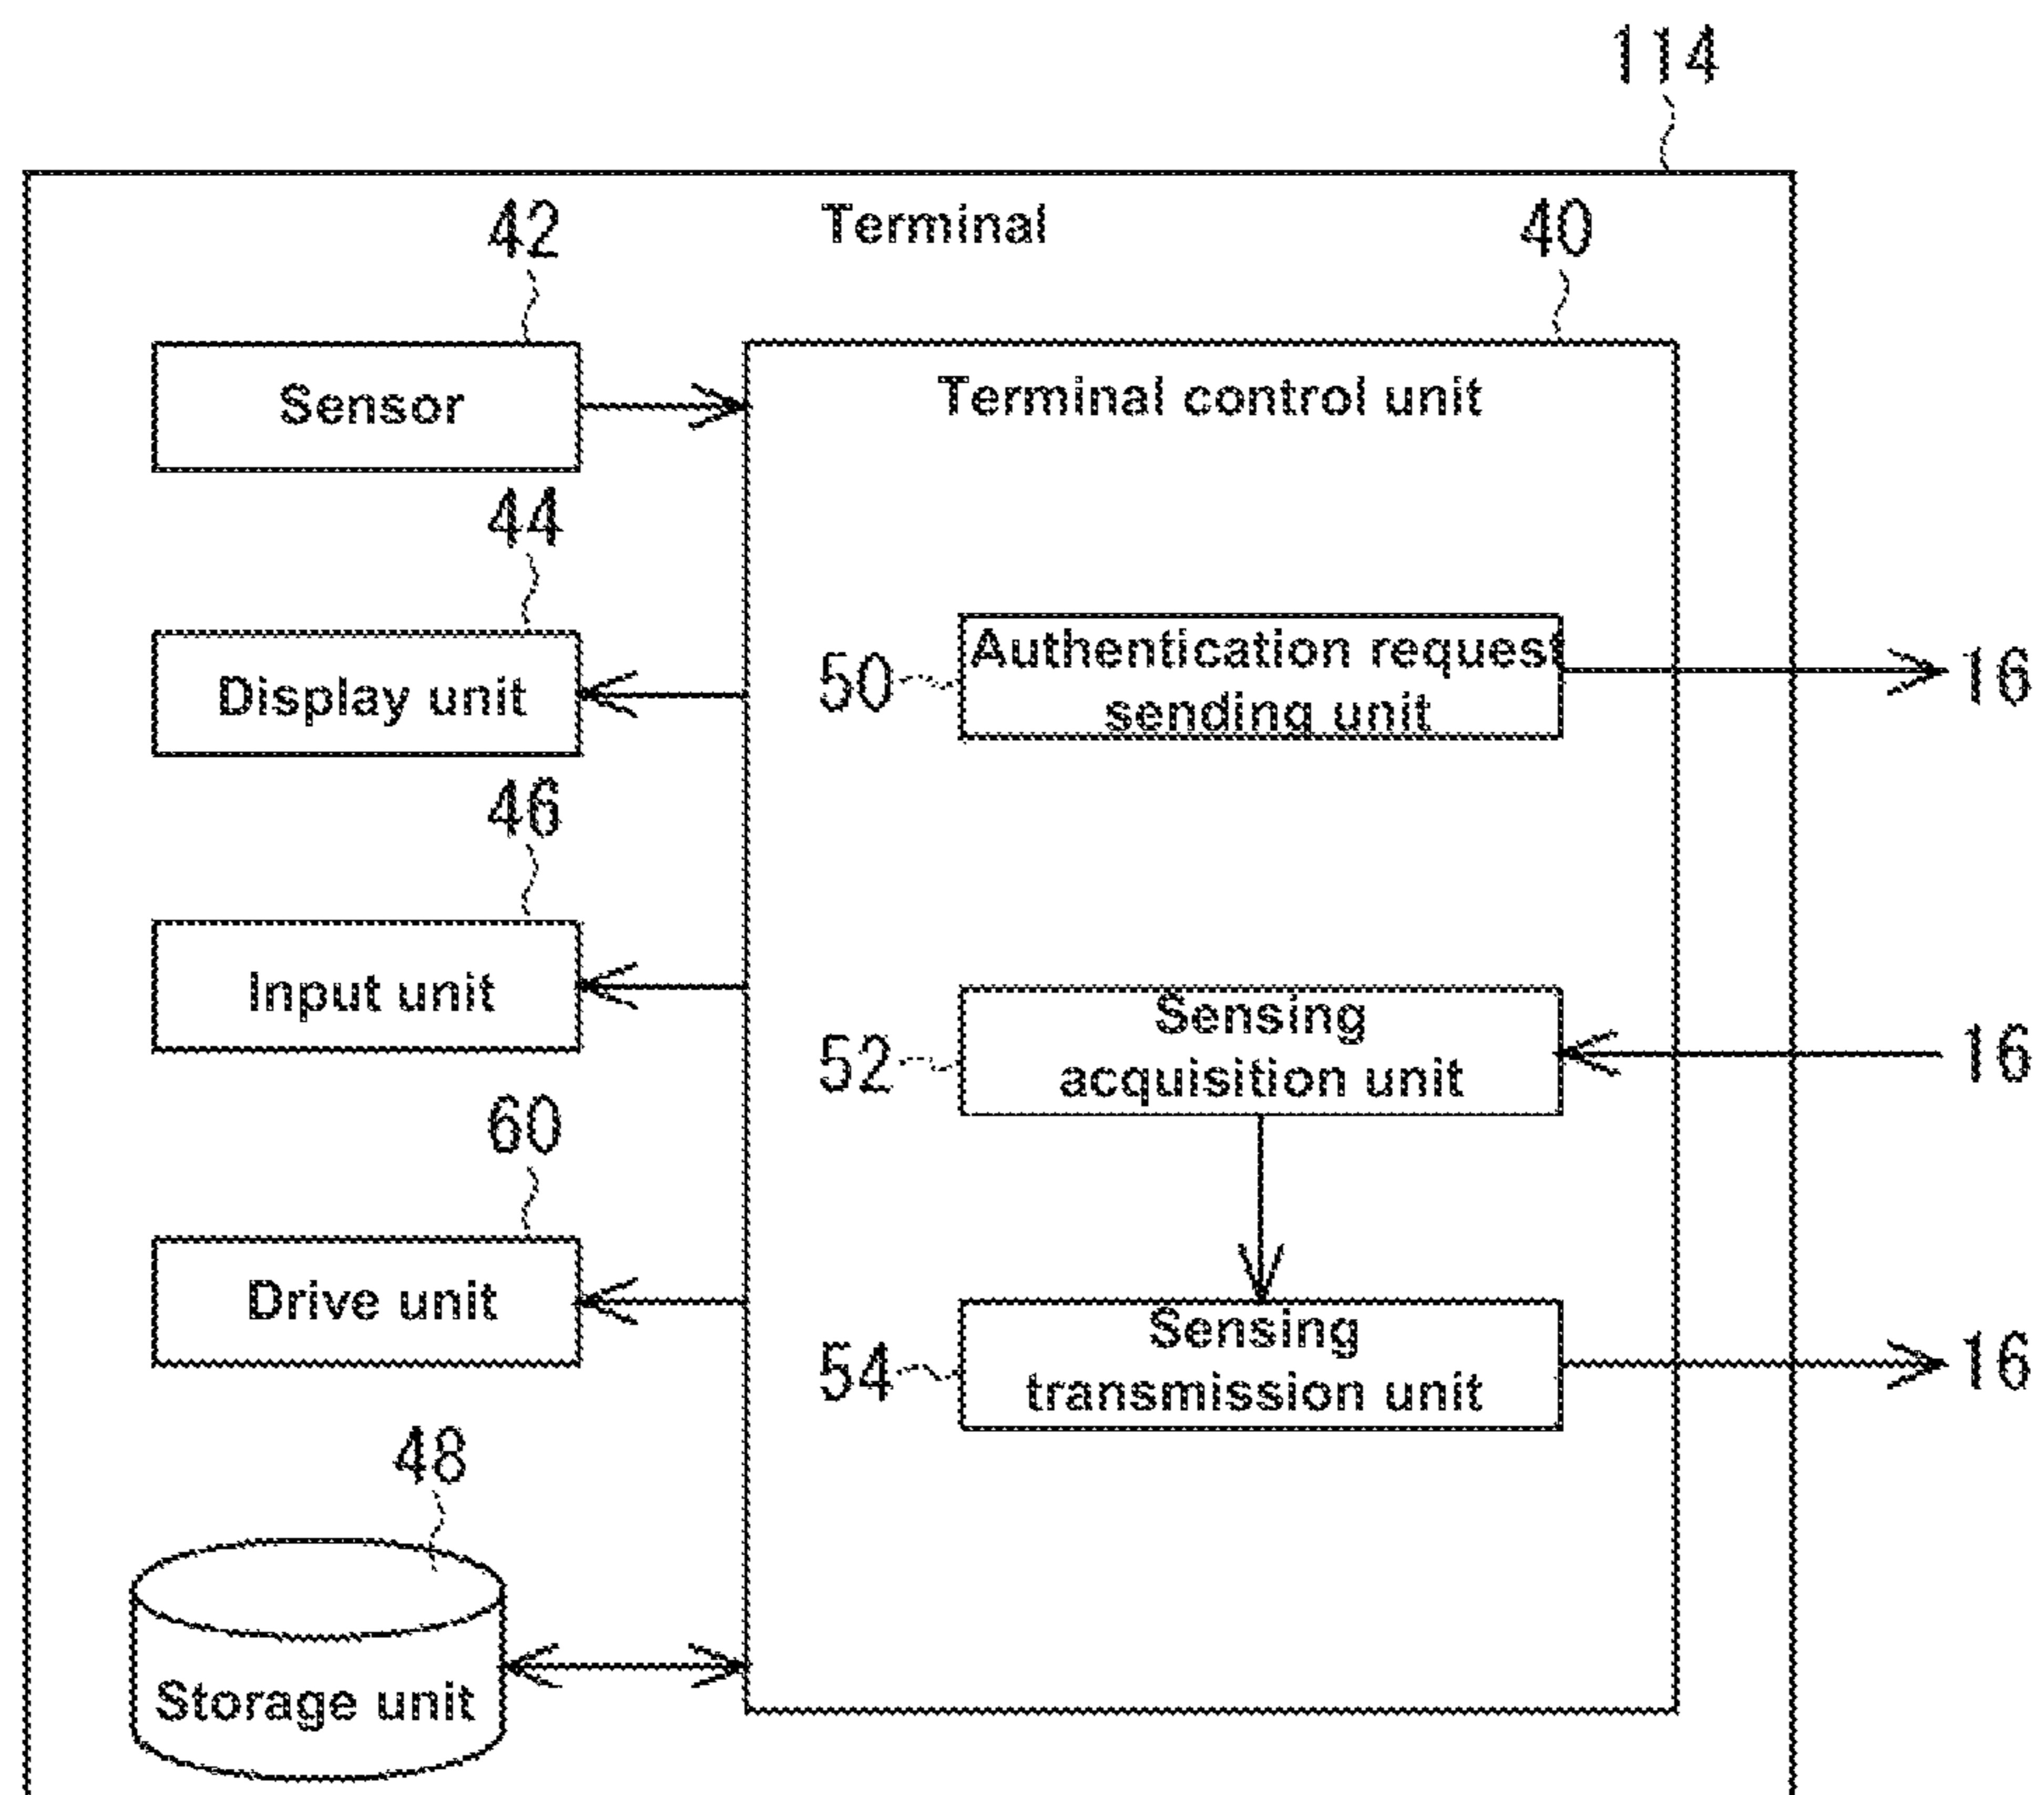 114
Terminal
42
40
Sensor
Terminal control unit
44
Display unit
50
Authentication request
sending unit
16
46
Input unit
52
Sensing
acquisition unit
16
60
Drive unit
54
Sensing
transmission unit
16
48
Storage unit